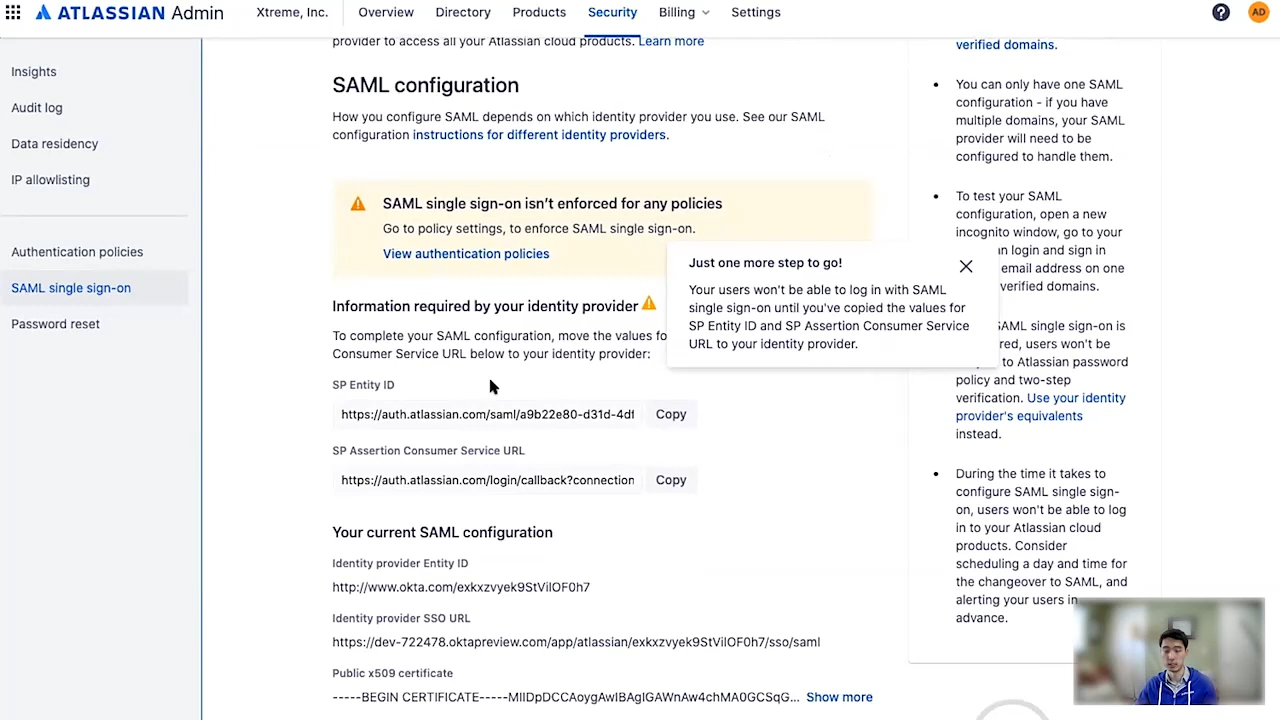 ATLASSIAN Admin
Xtreme, Inc.
Overview
Directory
Products
Security
Billing
Settings
AD
Insights
Audit log
Data residency
IP allowlisting
Authentication policies
SAML single sign-on
Password reset
provider to access all your Atlassian cloud products. Learn more
SAML configuration
How you configure SAML depends on which identity provider you use. See our SAML
configuration instructions for different identity providers.
SAML single sign-on isn't enforced for any policies
Go to policy settings, to enforce SAML single sign-on.
View authentication policies
Just one more step to go!
Your users won't be able to log in with SAML
single sign-on until you've copied the values for
SP Entity ID and SP Assertion Consumer Service
URL to your identity provider.
Information required by your identity provider
To complete your SAML configuration, move the values fo
Consumer Service URL below to your identity provider:
SP Entity ID
https://auth.atlassian.com/saml/a9b22e80-d31d-4df
Copy
SP Assertion Consumer Service URL
https://auth.atlassian.com/login/callback?connection
Copy
Your current SAML configuration
Identity provider Entity ID
http://www.okta.com/exkxzvyek9StVilOF0h7
Identity provider SSO URL
https://dev-722478.oktapreview.com/app/atlassian/exkxzvyek9StVilOF0h7/sso/saml
Public x509 certificate
-----BEGIN CERTIFICATE-----MIIDpDCCAoygAwIBAgIGAWnAw4chMA0GCSqG... Show more
verified domains.
You can only have one SAML
configuration - if you have
multiple domains, your SAML
provider will need to be
configured to handle them.
To test your SAML
configuration, open a new
incognito window, go to your
n login and sign in
email address on one
verified domains.
SAML single sign-on is
red, users won't be
to Atlassian password
policy and two-step
verification. Use your identity
provider's equivalents
instead.
During the time it takes to
configure SAML single sign-
on, users won't be able to log
in to your Atlassian cloud
products. Consider
scheduling a day and time for
the changeover to SAML, and
alerting your users in
advance.